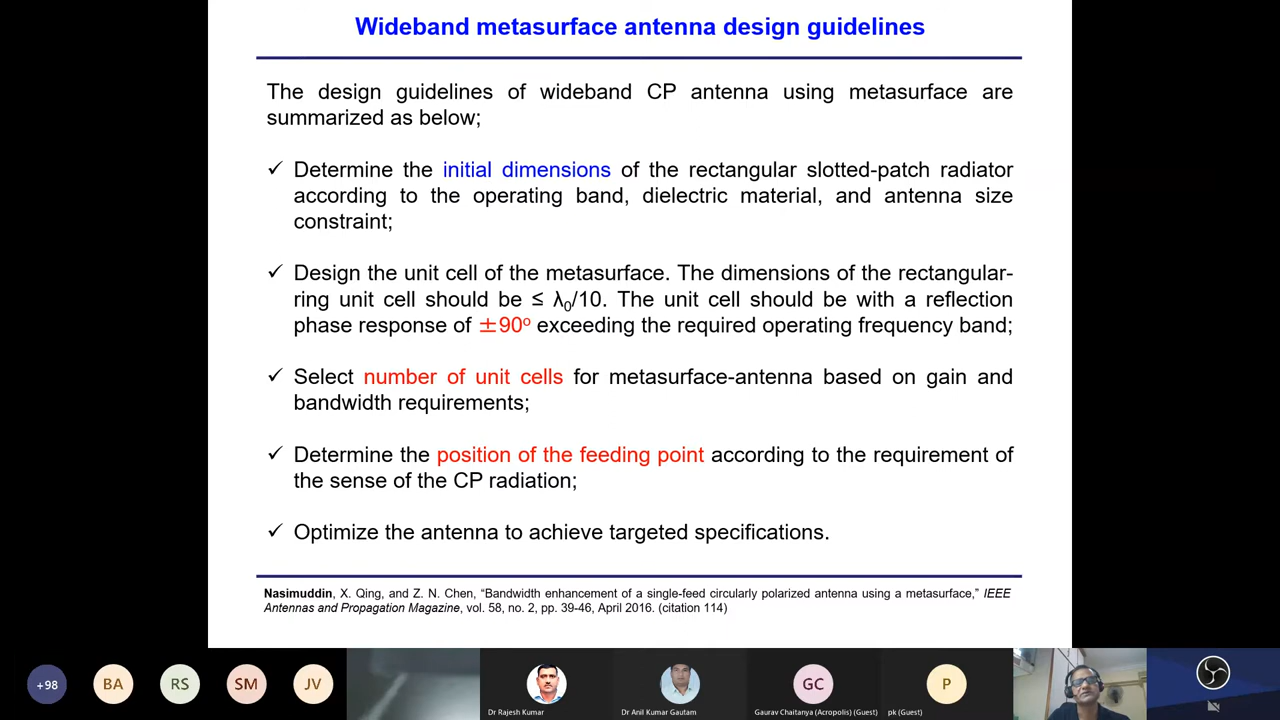 Wideband metasurface antenna design guidelines
The design guidelines of wideband CP antenna using metasurface are
summarized as below;
✓ Determine the initial dimensions of the rectangular slotted-patch radiator
according to the operating band, dielectric material, and antenna size
constraint;
✓ Design the unit cell of the metasurface. The dimensions of the rectangular-
ring unit cell should be ≤ λ₀/10. The unit cell should be with a reflection
phase response of ±90º exceeding the required operating frequency band;
✓ Select number of unit cells for metasurface-antenna based on gain and
bandwidth requirements;
✓ Determine the position of the feeding point according to the requirement of
the sense of the CP radiation;
✓ Optimize the antenna to achieve targeted specifications.
Nasimuddin, X. Qing, and Z. N. Chen, “Bandwidth enhancement of a single-feed circularly polarized antenna using a metasurface,” IEEE
Antennas and Propagation Magazine, vol. 58, no. 2, pp. 39-46, April 2016. (citation 114)
+98 BA RS SM JV GC P
Dr Rajesh Kumar Dr Anil Kumar Gautam Gaurav Chaitanya (Acropolis) (Guest) pk (Guest)